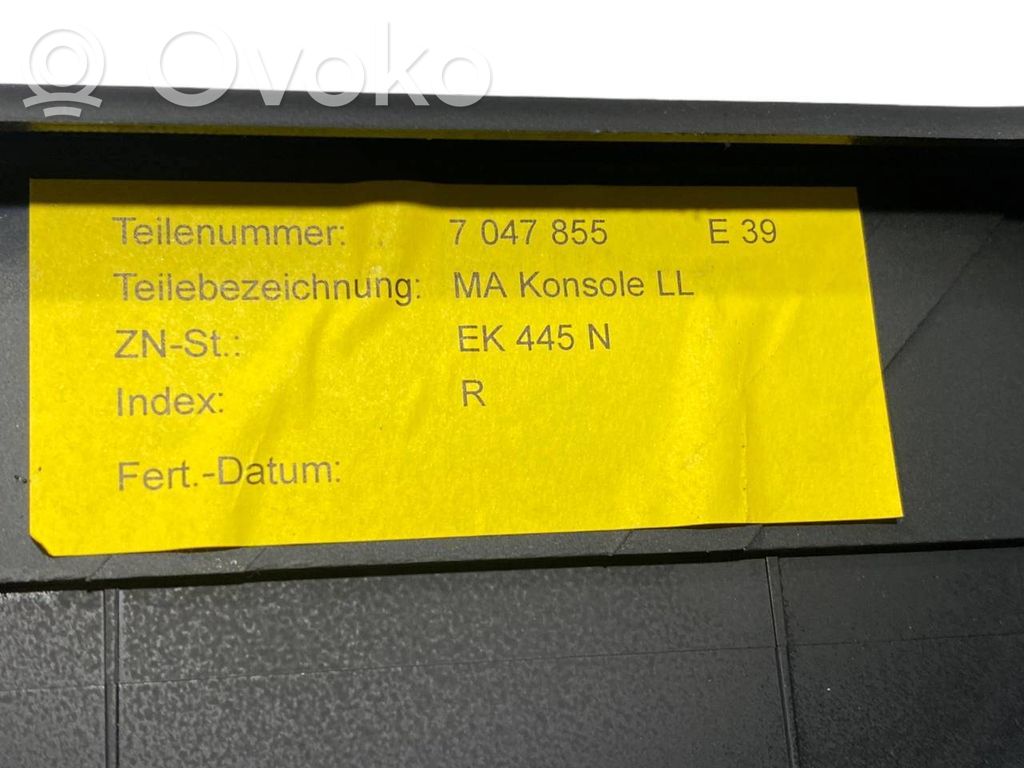 Ovoko
Teilenummer: 7 047 855 E 39
Teilebezeichnung: MA Konsole LL
ZN-St.: EK 445 N
Index: R
Fert.-Datum: